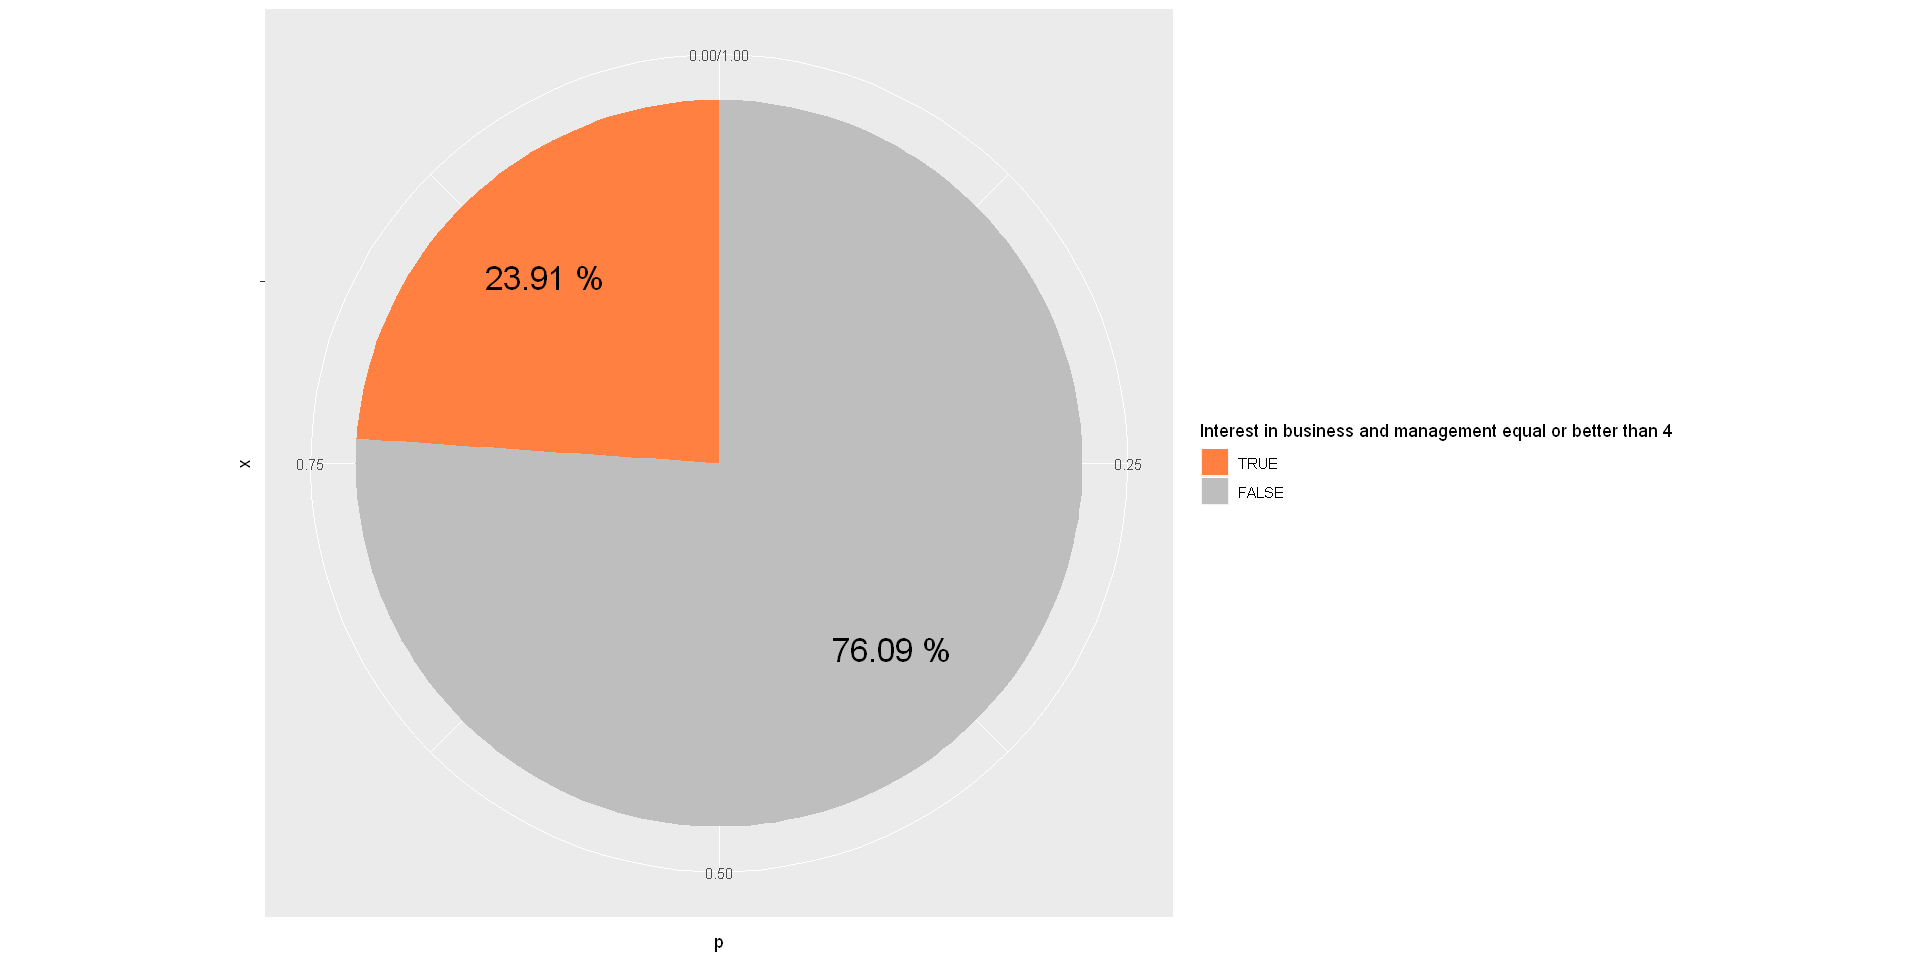 0.00/1.00
23.91 %
x
0.75
0.25
Interest in business and management equal or better than 4
TRUE
FALSE
76.09 %
0.50
p